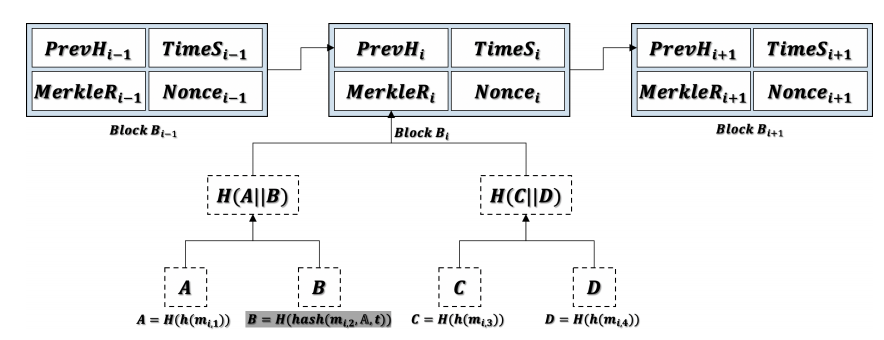 PrevH_{i-1} TimeS_{i-1} PrevH_i TimeS_i PrevH_{i+1} TimeS_{i+1}
MerkleR_{i-1} Nonce_{i-1} MerkleR_i Nonce_i MerkleR_{i+1} Nonce_{i+1}
Block B_{i-1} Block B_i Block B_{i+1}
H(A||B) H(C||D)
A B C D
A = H(h(m_{i,1})) B = H(hash(m_{i,2}, 𝔸, t)) C = H(h(m_{i,3})) D = H(h(m_{i,4}))